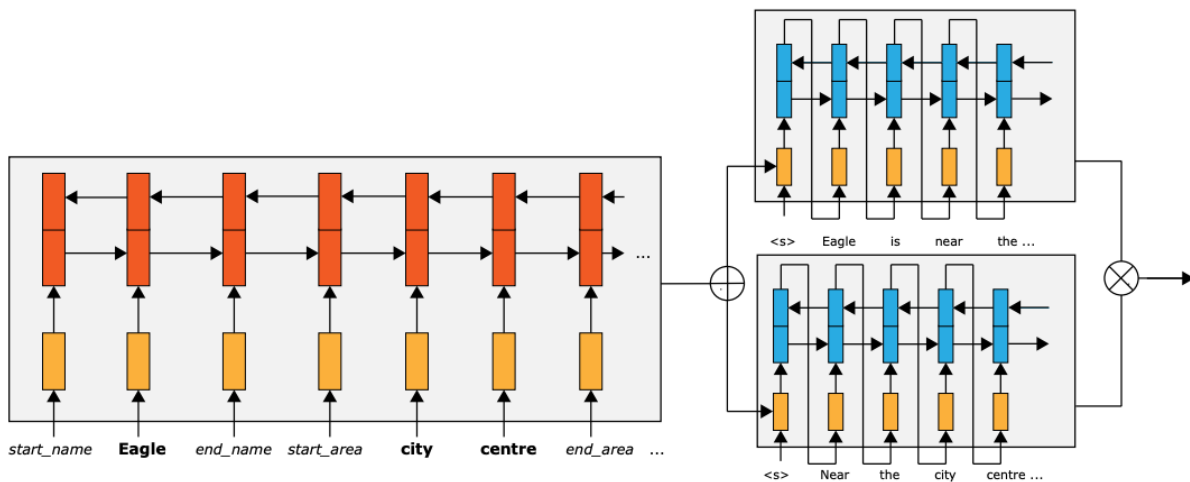 <s> Eagle is near the ...
...
start_name Eagle end_name start_area city centre end_area ...
<s> Near the city centre ...